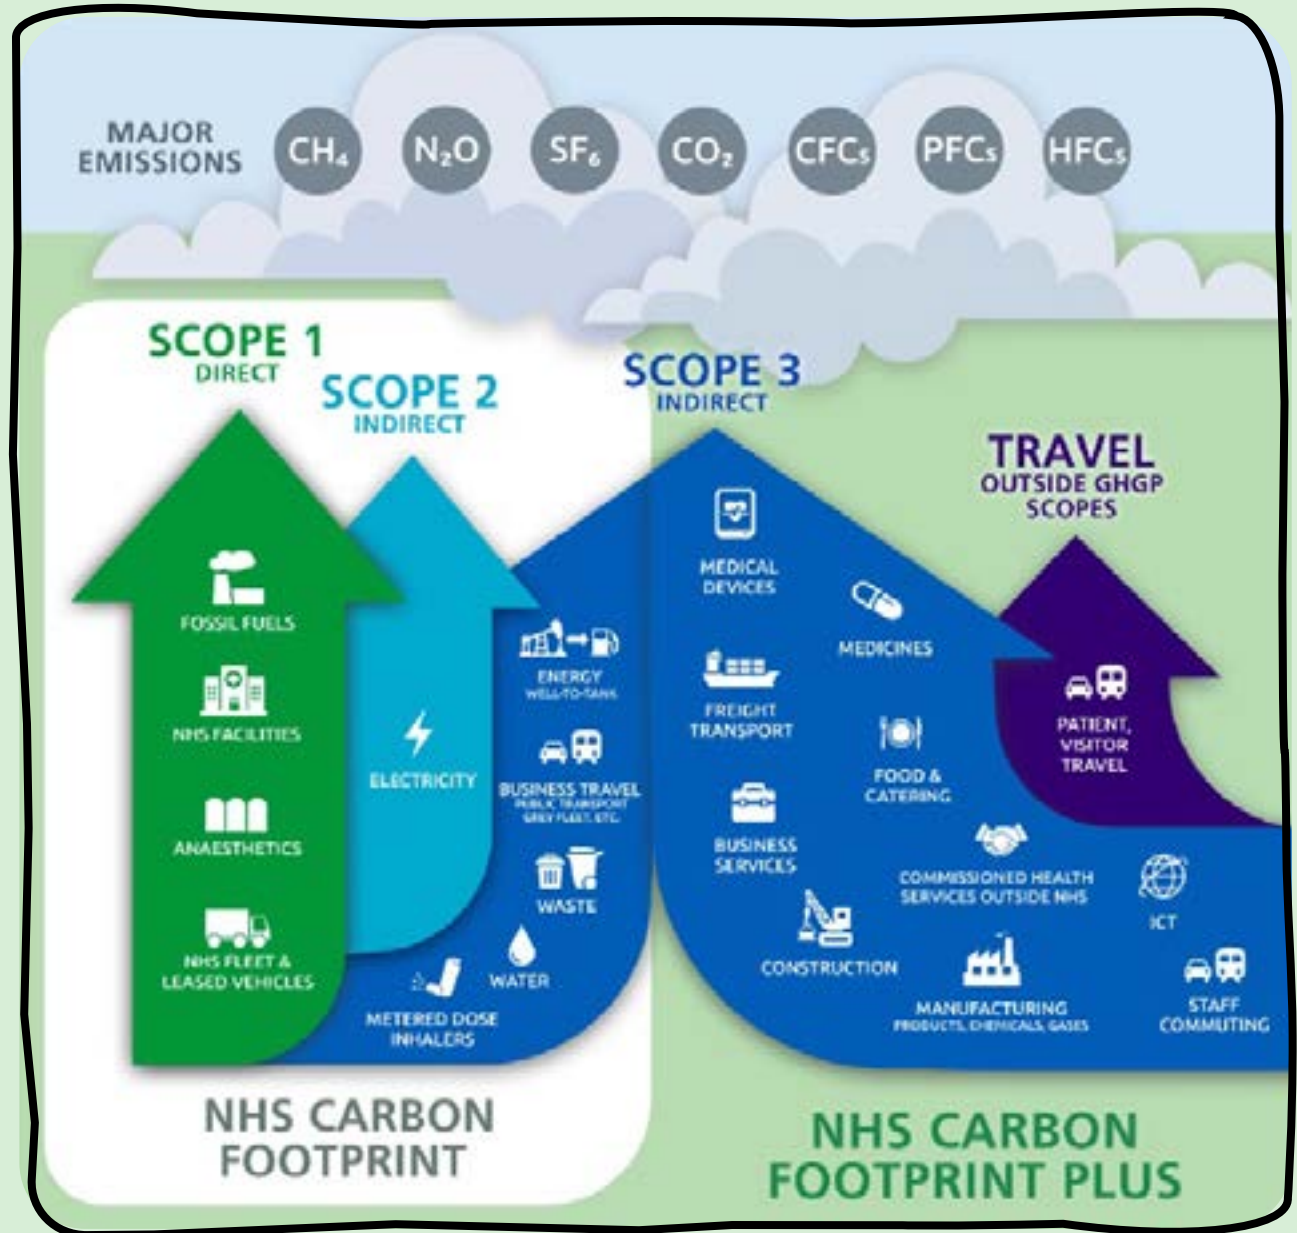 MAJOR
EMISSIONS
CH₄
N₂O
SF₆
CO₂
CFCs
PFCs
HFCs
SCOPE 1
DIRECT
SCOPE 2
INDIRECT
SCOPE 3
INDIRECT
TRAVEL
OUTSIDE GHGP
SCOPES
FOSSIL FUELS
NHS FACILITIES
ANAESTHETICS
NHS FLEET &
LEASED VEHICLES
ELECTRICITY
ENERGY
WELL-TO-TANK
BUSINESS TRAVEL
PUBLIC TRANSPORT
GREY FLEET, ETC.
WASTE
WATER
METERED DOSE
INHALERS
MEDICAL
DEVICES
MEDICINES
FREIGHT
TRANSPORT
FOOD &
CATERING
BUSINESS
SERVICES
COMMISSIONED HEALTH
SERVICES OUTSIDE NHS
CONSTRUCTION
MANUFACTURING
PRODUCTS, CHEMICALS, GASES
ICT
STAFF
COMMUTING
PATIENT,
VISITOR
TRAVEL
NHS CARBON
FOOTPRINT
NHS CARBON
FOOTPRINT PLUS